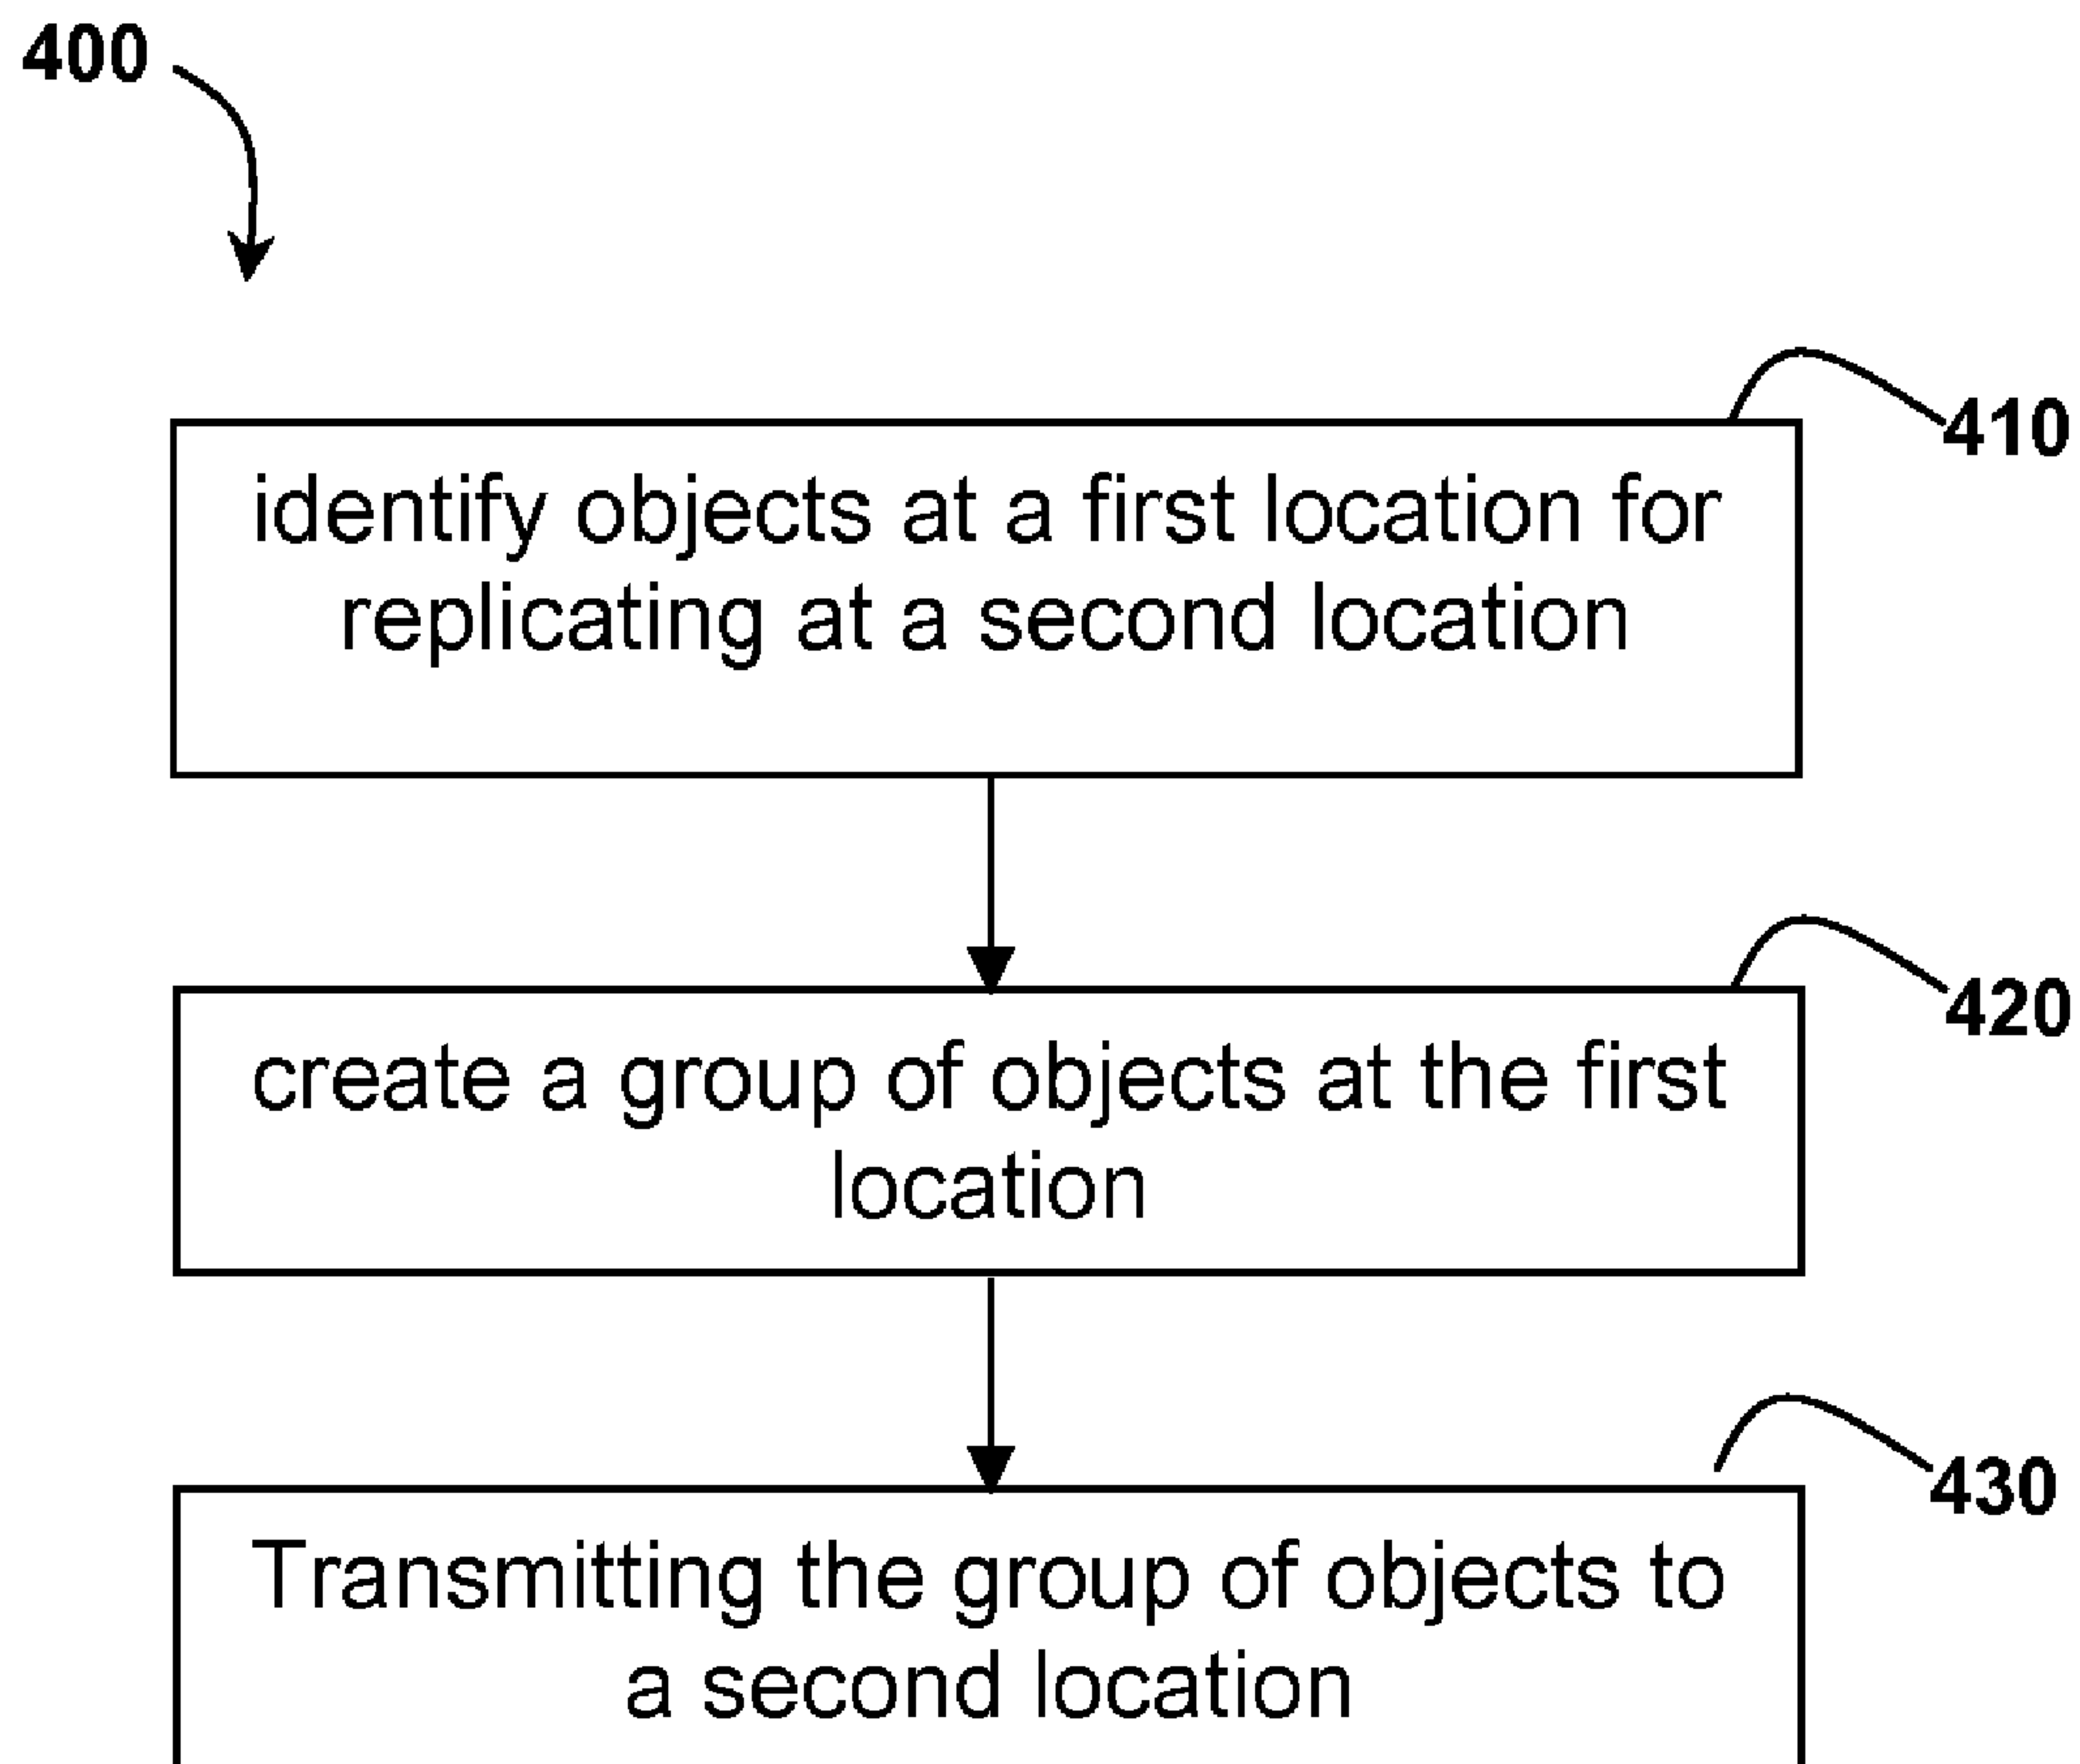 400
410
identify objects at a first location for
replicating at a second location
420
create a group of objects at the first
location
430
Transmitting the group of objects to
a second location